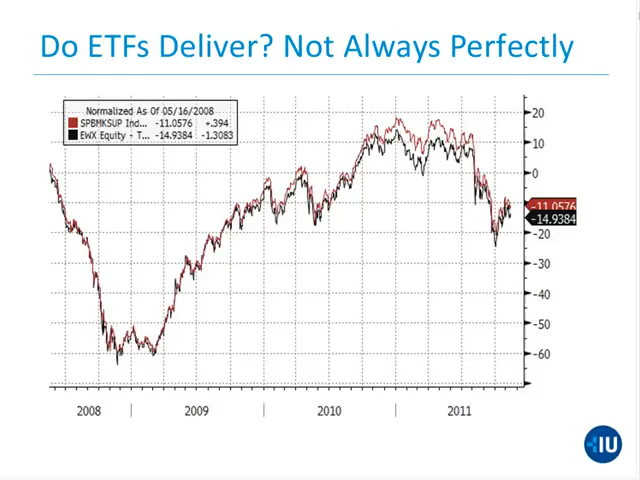 Do ETFs Deliver? Not Always Perfectly
Normalized As Of 05/16/2008
SPBMKSUP Ind... -11.0576 +.394
EWX Equity - T... -14.9384 -1.3083
20
10
0
-11.0576
-14.9384
-20
-30
-40
-50
-60
2008 2009 2010 2011
IU